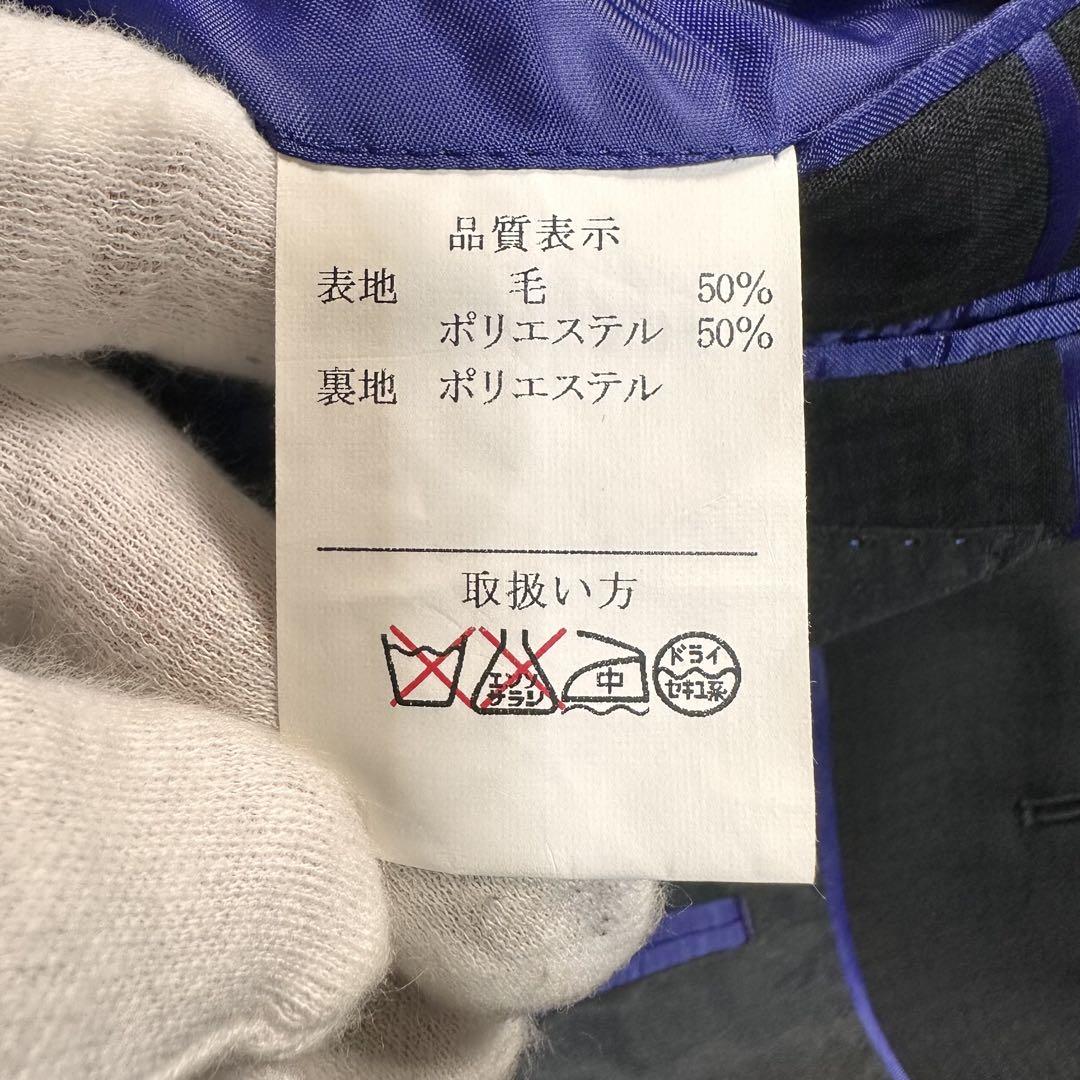 品質表示
表地 毛 50%
ポリエステル 50%
裏地 ポリエステル
取扱い方
エンソ
サラシ
中
ドライ
セキユ系